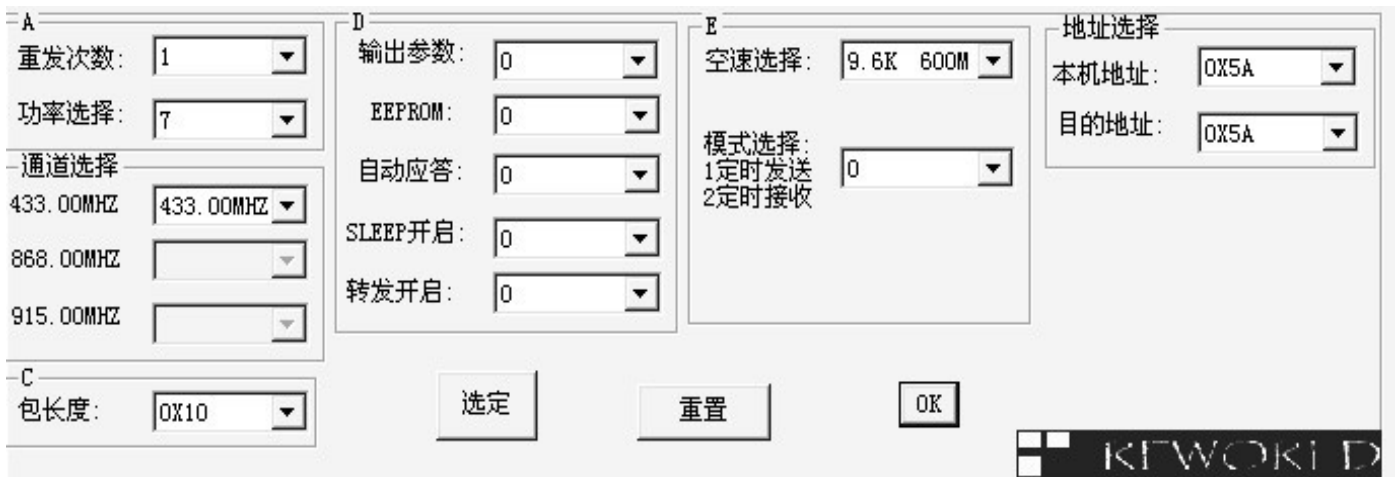 A
重发次数: 1
功率选择: 7
通道选择
433.00MHZ 433.00MHZ
868.00MHZ
915.00MHZ
C
包长度: 0X10
D
输出参数: 0
EEPROM: 0
自动应答: 0
SLEEP开启: 0
转发开启: 0
E
空速选择: 9.6K 600M
模式选择:
1定时发送 0
2定时接收
地址选择
本机地址: 0X5A
目的地址: 0X5A
选定
重置
OK